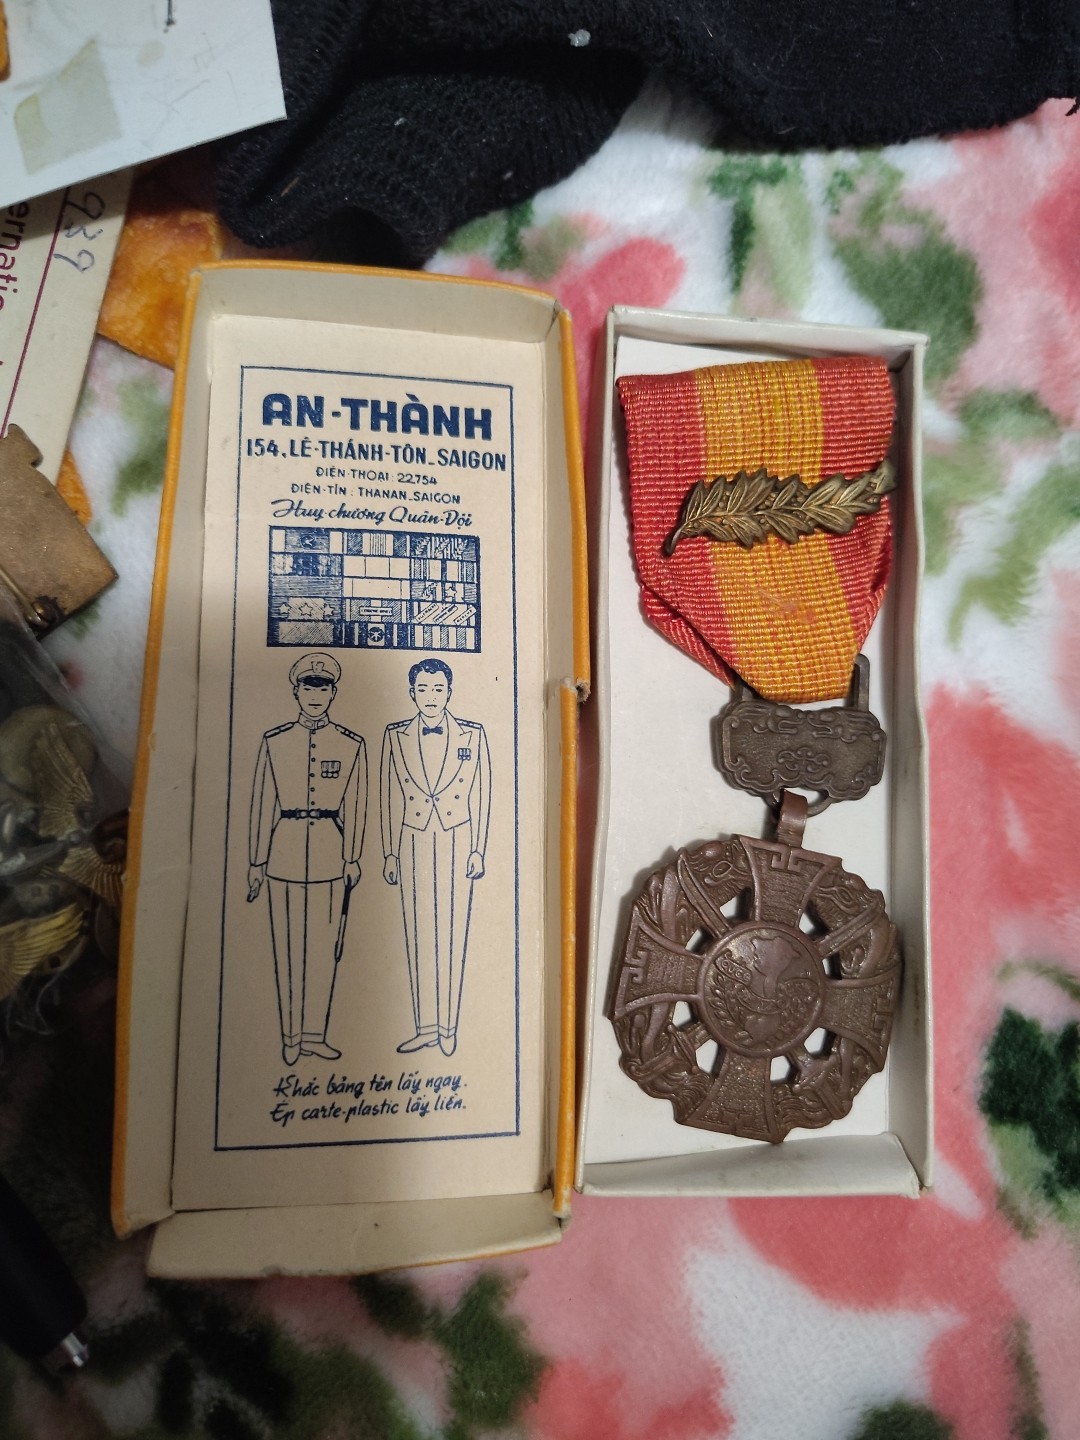 AN-THÀNH
154, LÊ-THÁNH-TÔN_SAIGON
ĐIỆN-THOẠI: 22.754
ĐIỆN-TÍN: THANAN_SAIGON
Huy-chương Quân-Đội
Khắc bảng tên lấy ngay.
Ép carte-plastic lấy liền.
939